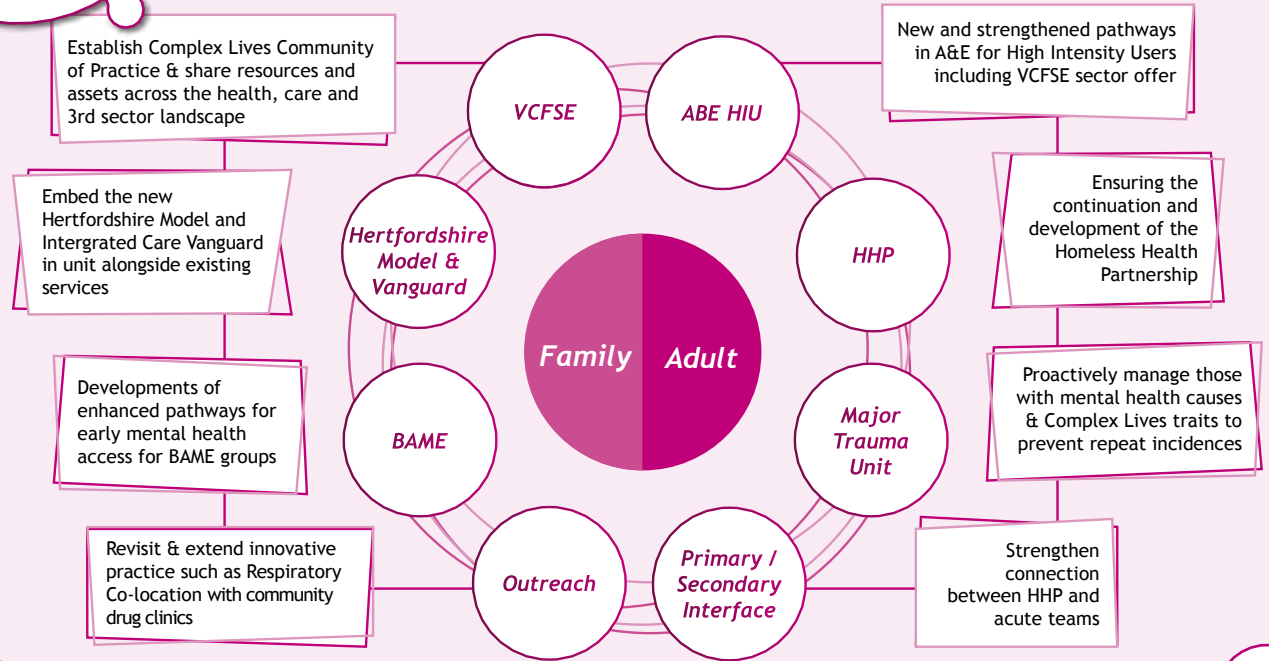 Establish Complex Lives Community
of Practice & share resources and
assets across the health, care and
3rd sector landscape
Embed the new
Hertfordshire Model and
Intergrated Care Vanguard
in unit alongside existing
services
Developments of
enhanced pathways for
early mental health
access for BAME groups
Revisit & extend innovative
practice such as Respiratory
Co-location with community
drug clinics
VCFSE
ABE HIU
Hertfordshire
Model &
Vanguard
HHP
Family
Adult
BAME
Major
Trauma
Unit
Outreach
Primary /
Secondary
Interface
New and strengthened pathways
in A&E for High Intensity Users
including VCFSE sector offer
Ensuring the
continuation and
development of the
Homeless Health
Partnership
Proactively manage those
with mental health causes
& Complex Lives traits to
prevent repeat incidences
Strengthen
connection
between HHP and
acute teams